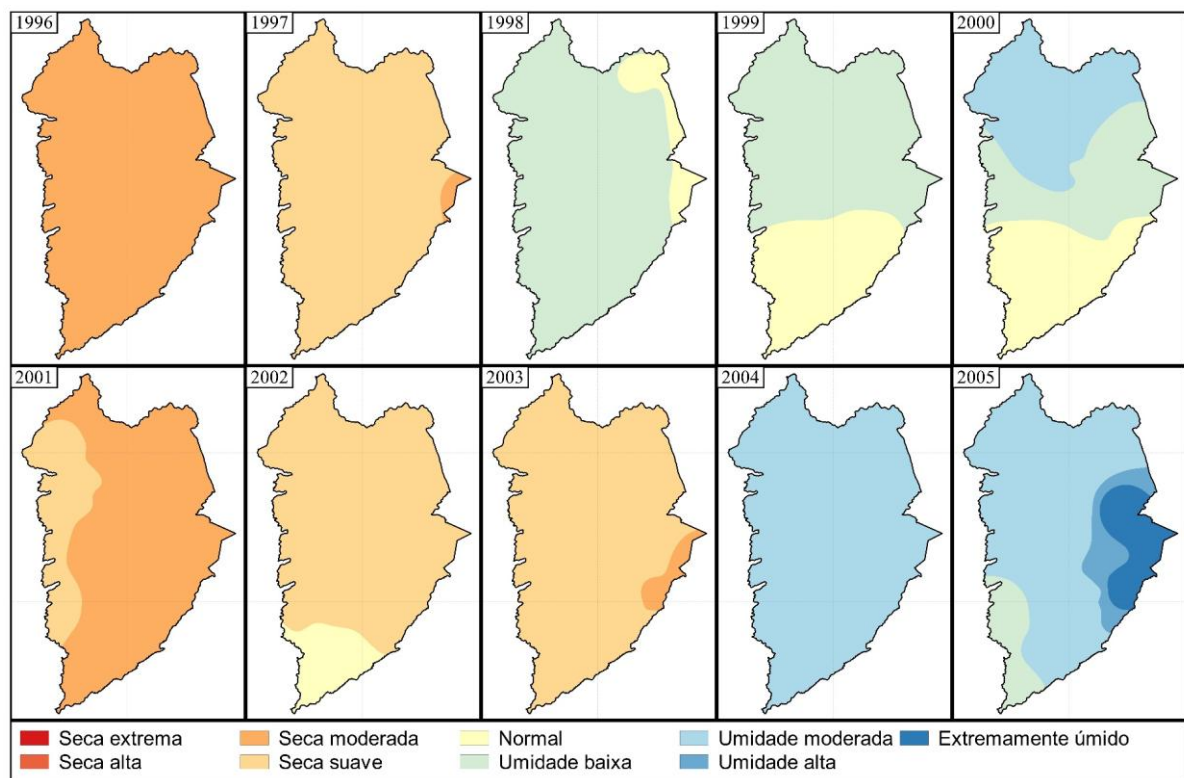 1996
1997
1998
1999
2000
2001
2002
2003
2004
2005
Seca extrema
Seca moderada
Normal
Umidade moderada
Extremamente úmido
Seca alta
Seca suave
Umidade baixa
Umidade alta